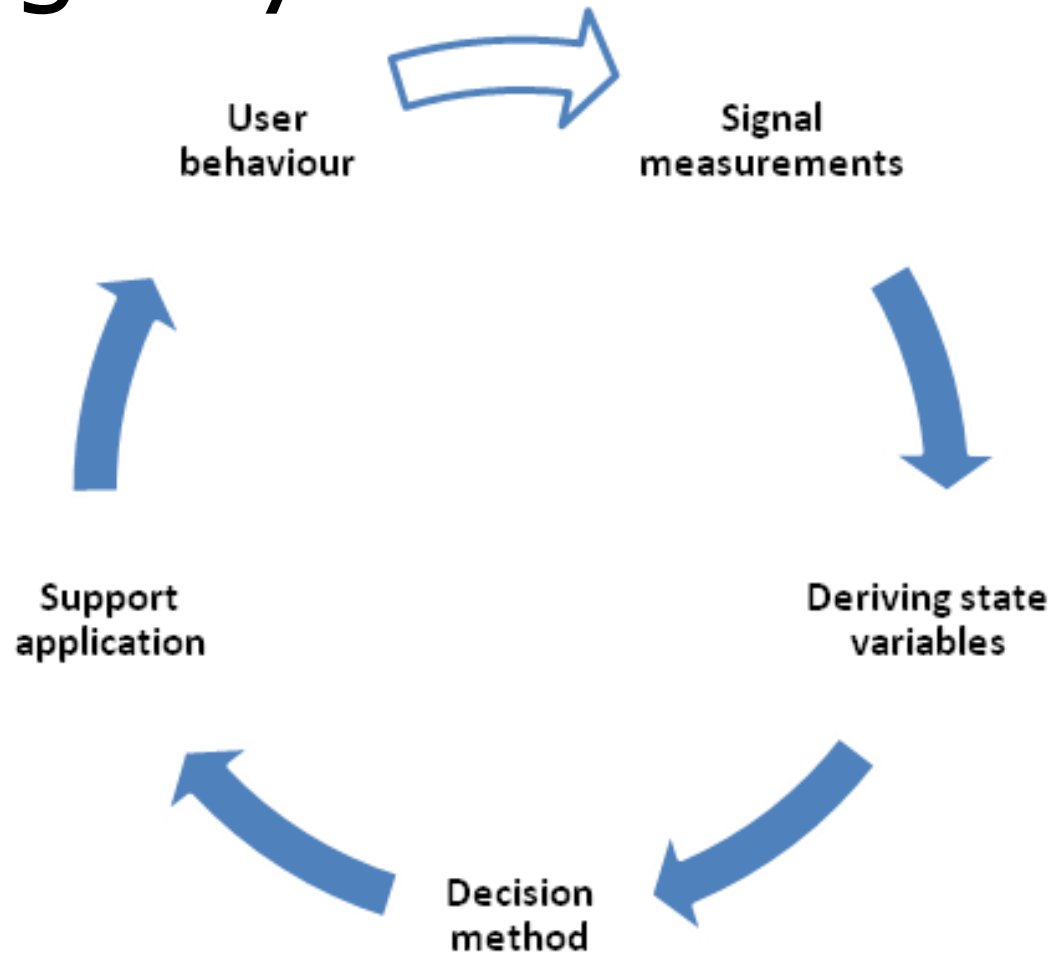 User
behaviour
Signal
measurements
Deriving state
variables
Decision
method
Support
application